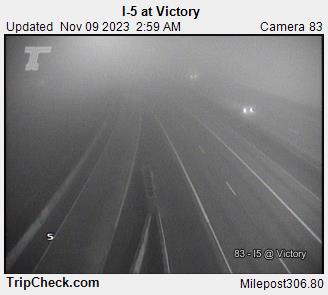 I-5 at Victory
Updated Nov 09 2023 2:59 AM Camera 83
T
S
83 - I5 @ Victory
TripCheck.com Milepost306.80